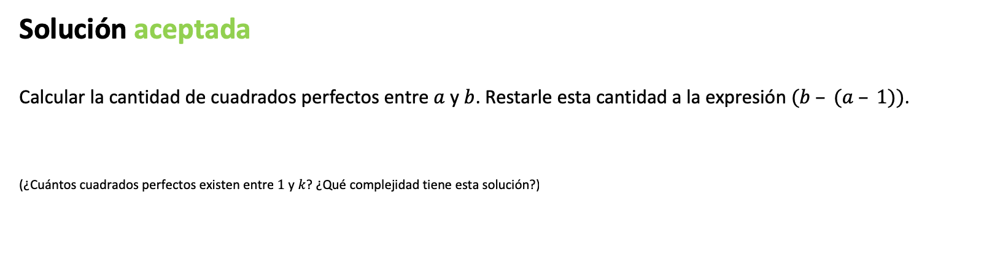 Solución aceptada
Calcular la cantidad de cuadrados perfectos entre a y b. Restarle esta cantidad a la expresión (b – (a – 1)).
(¿Cuántos cuadrados perfectos existen entre 1 y k? ¿Qué complejidad tiene esta solución?)